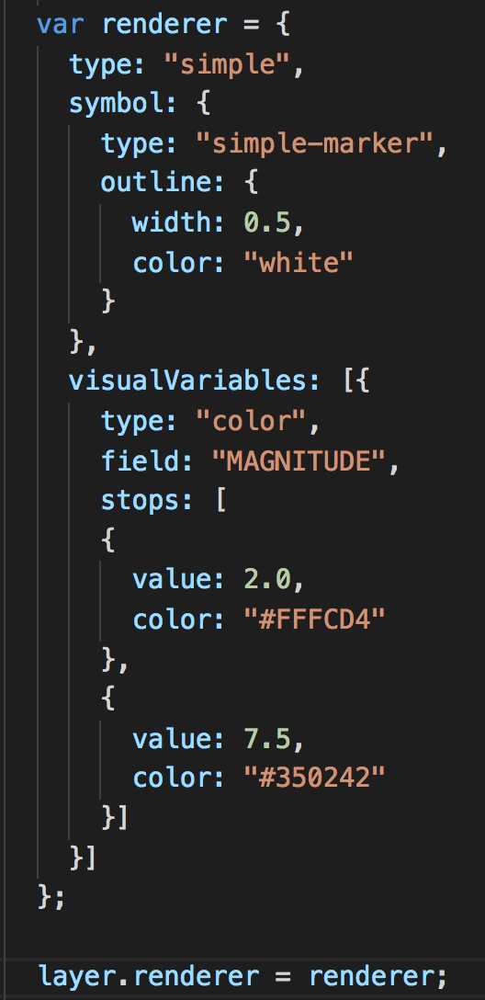 var renderer = {
  type: "simple",
  symbol: {
    type: "simple-marker",
    outline: {
      width: 0.5,
      color: "white"
    }
  },
  visualVariables: [{
    type: "color",
    field: "MAGNITUDE",
    stops: [
    {
      value: 2.0,
      color: "#FFFCD4"
    },
    {
      value: 7.5,
      color: "#350242"
    }]
  }]
};
layer.renderer = renderer;